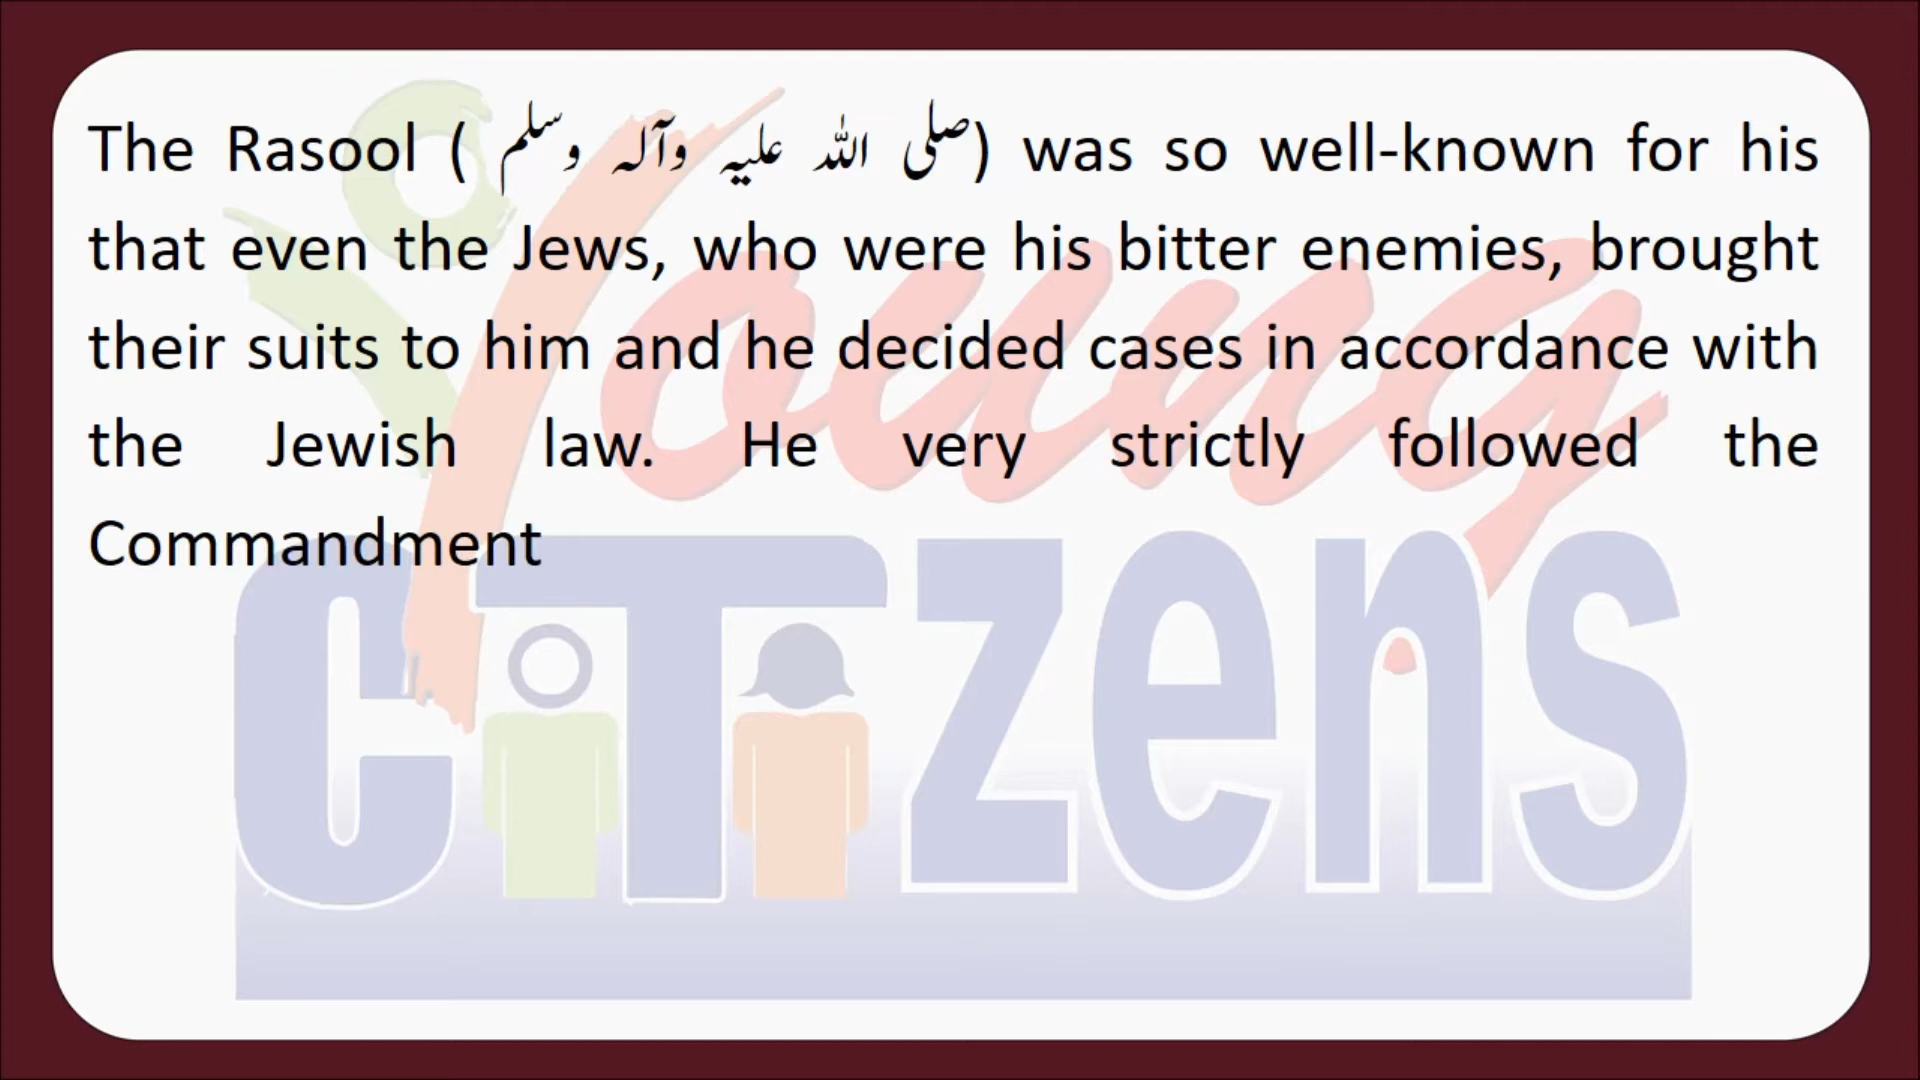 The Rasool ( صلی اللہ علیہ وآلہ وسلم) was so well-known for his
that even the Jews, who were his bitter enemies, brought
their suits to him and he decided cases in accordance with
the Jewish law. He very strictly followed the
Commandment
Young
CiTizens